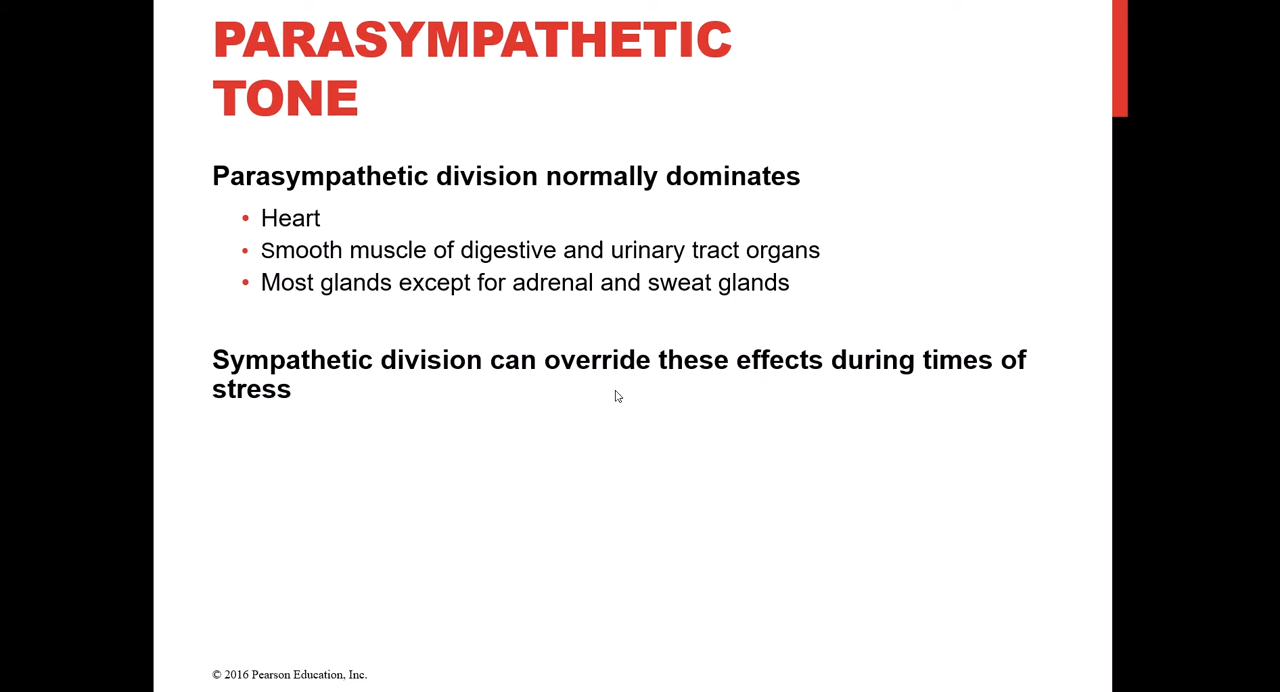 PARASYMPATHETIC
TONE
Parasympathetic division normally dominates
• Heart
• Smooth muscle of digestive and urinary tract organs
• Most glands except for adrenal and sweat glands
Sympathetic division can override these effects during times of
stress
© 2016 Pearson Education, Inc.